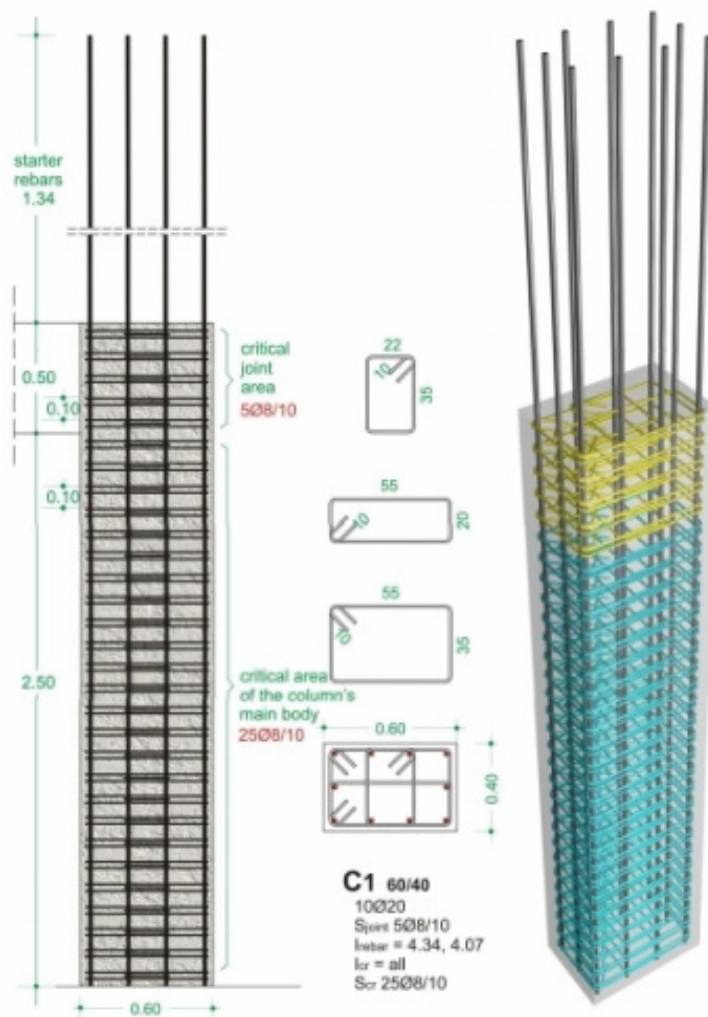 starter
rebars
1.34
0.50
0.10
0.10
2.50
0.60
critical
joint
area
5Ø8/10
critical area
of the column's
main body
25Ø8/10
22
10
35
55
10
20
55
10
35
0.60
0.40
C1 60/40
10Ø20
Sjoint 5Ø8/10
lrebar = 4.34, 4.07
lcr = all
Scr 25Ø8/10